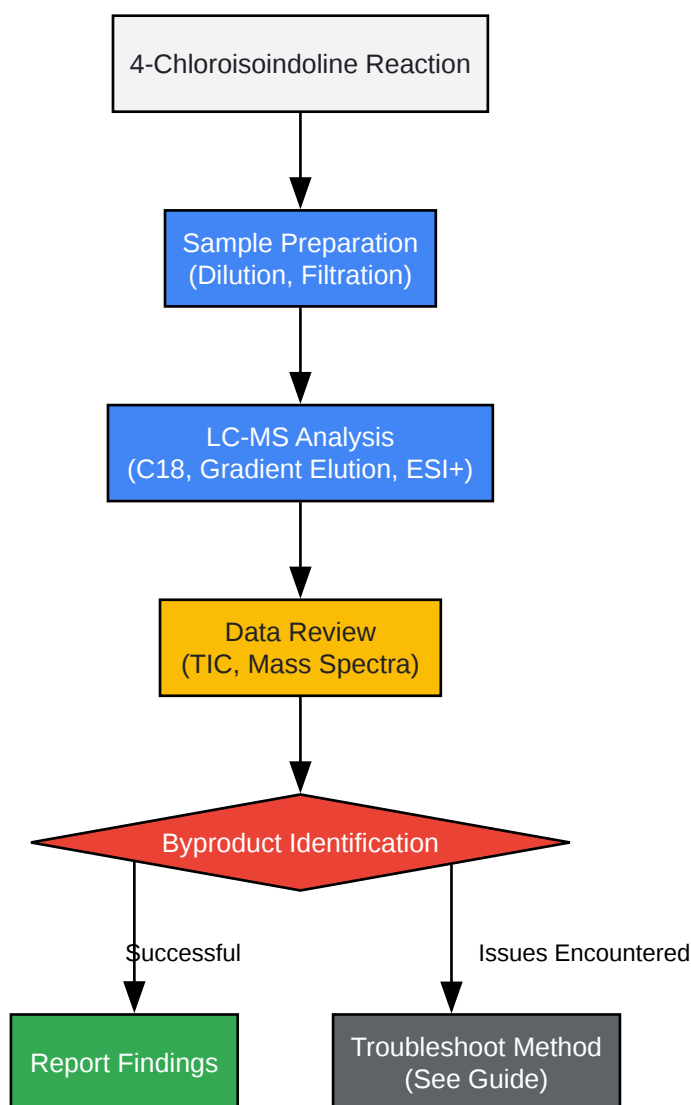 4-Chloroisoindoline Reaction
Sample Preparation
(Dilution, Filtration)
LC-MS Analysis
(C18, Gradient Elution, ESI+)
Data Review
(TIC, Mass Spectra)
Byproduct Identification
Successful
Issues Encountered
Report Findings
Troubleshoot Method
(See Guide)